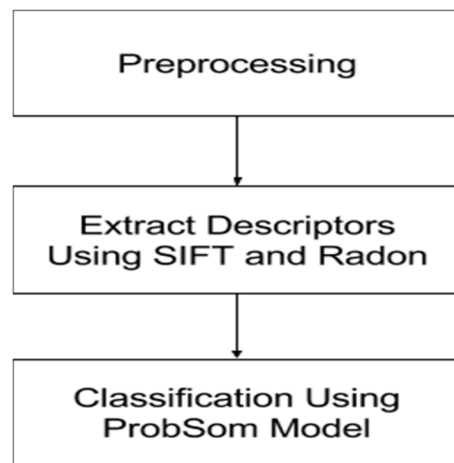 Preprocessing
Extract Descriptors
Using SIFT and Radon
Classification Using
ProbSom Model